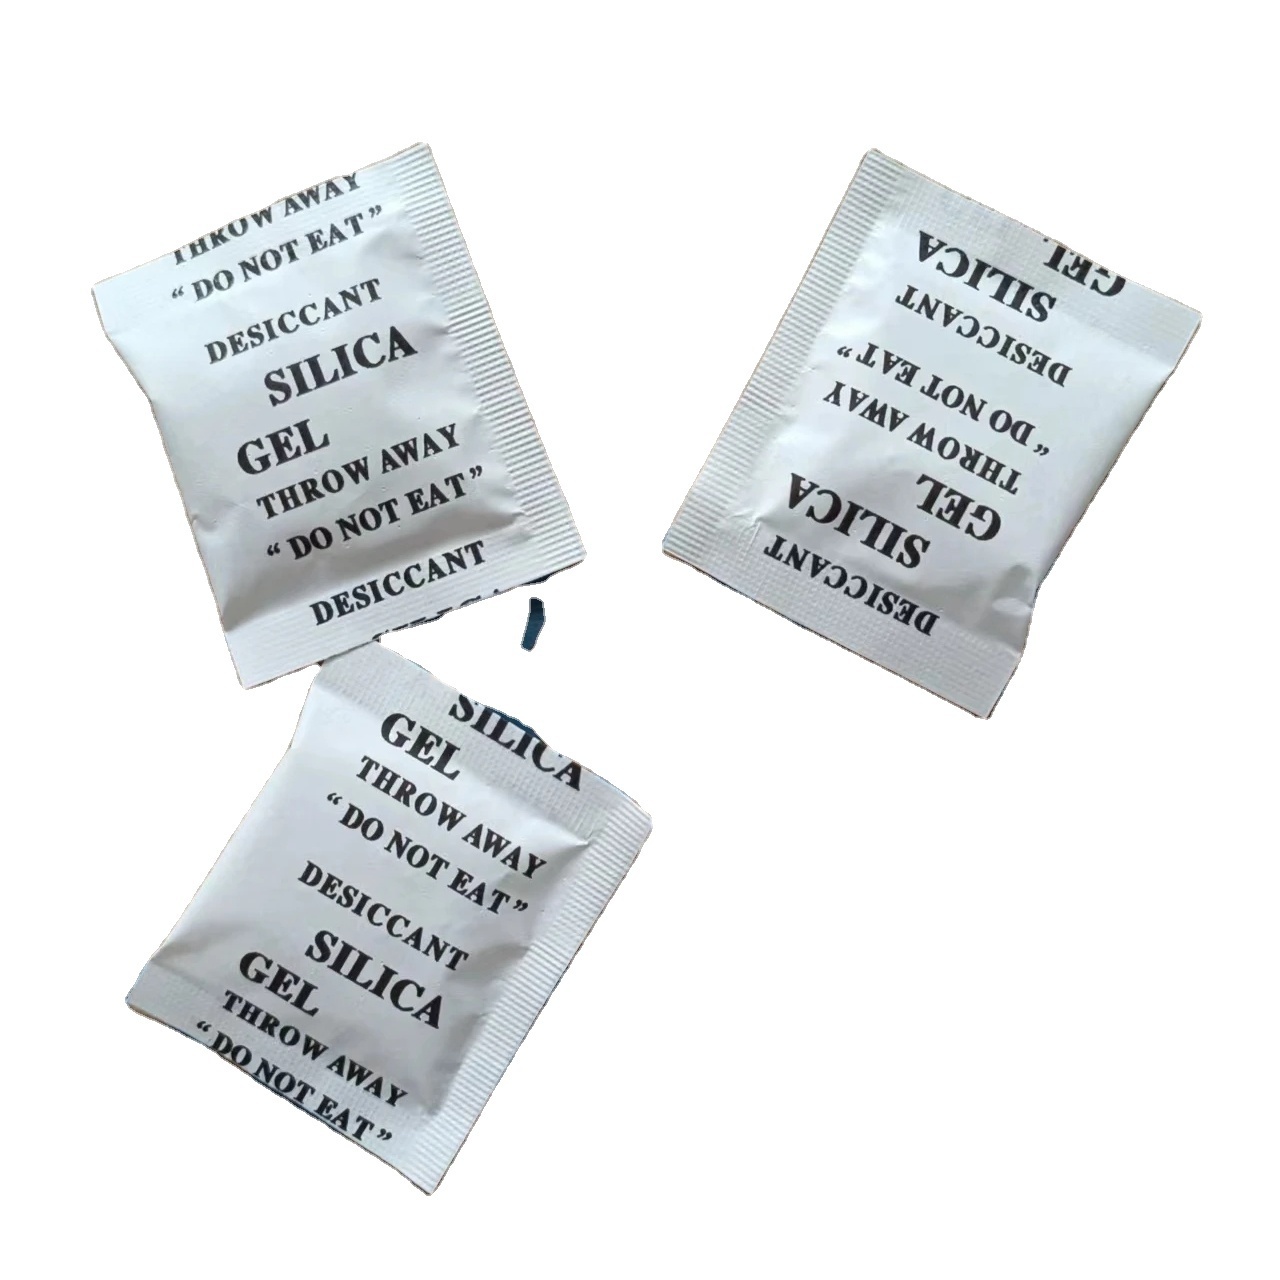 THROW AWAY
“ DO NOT EAT ”
DESICCANT
SILICA
GEL
THROW AWAY
“ DO NOT EAT ”
DESICCANT
GEL
SILICA
DESICCANT
“ DO NOT EAT ”
THROW AWAY
GEL
SILICA
DESICCANT
SILICA
GEL
THROW AWAY
“ DO NOT EAT ”
DESICCANT
SILICA
GEL
THROW AWAY
“ DO NOT EAT ”